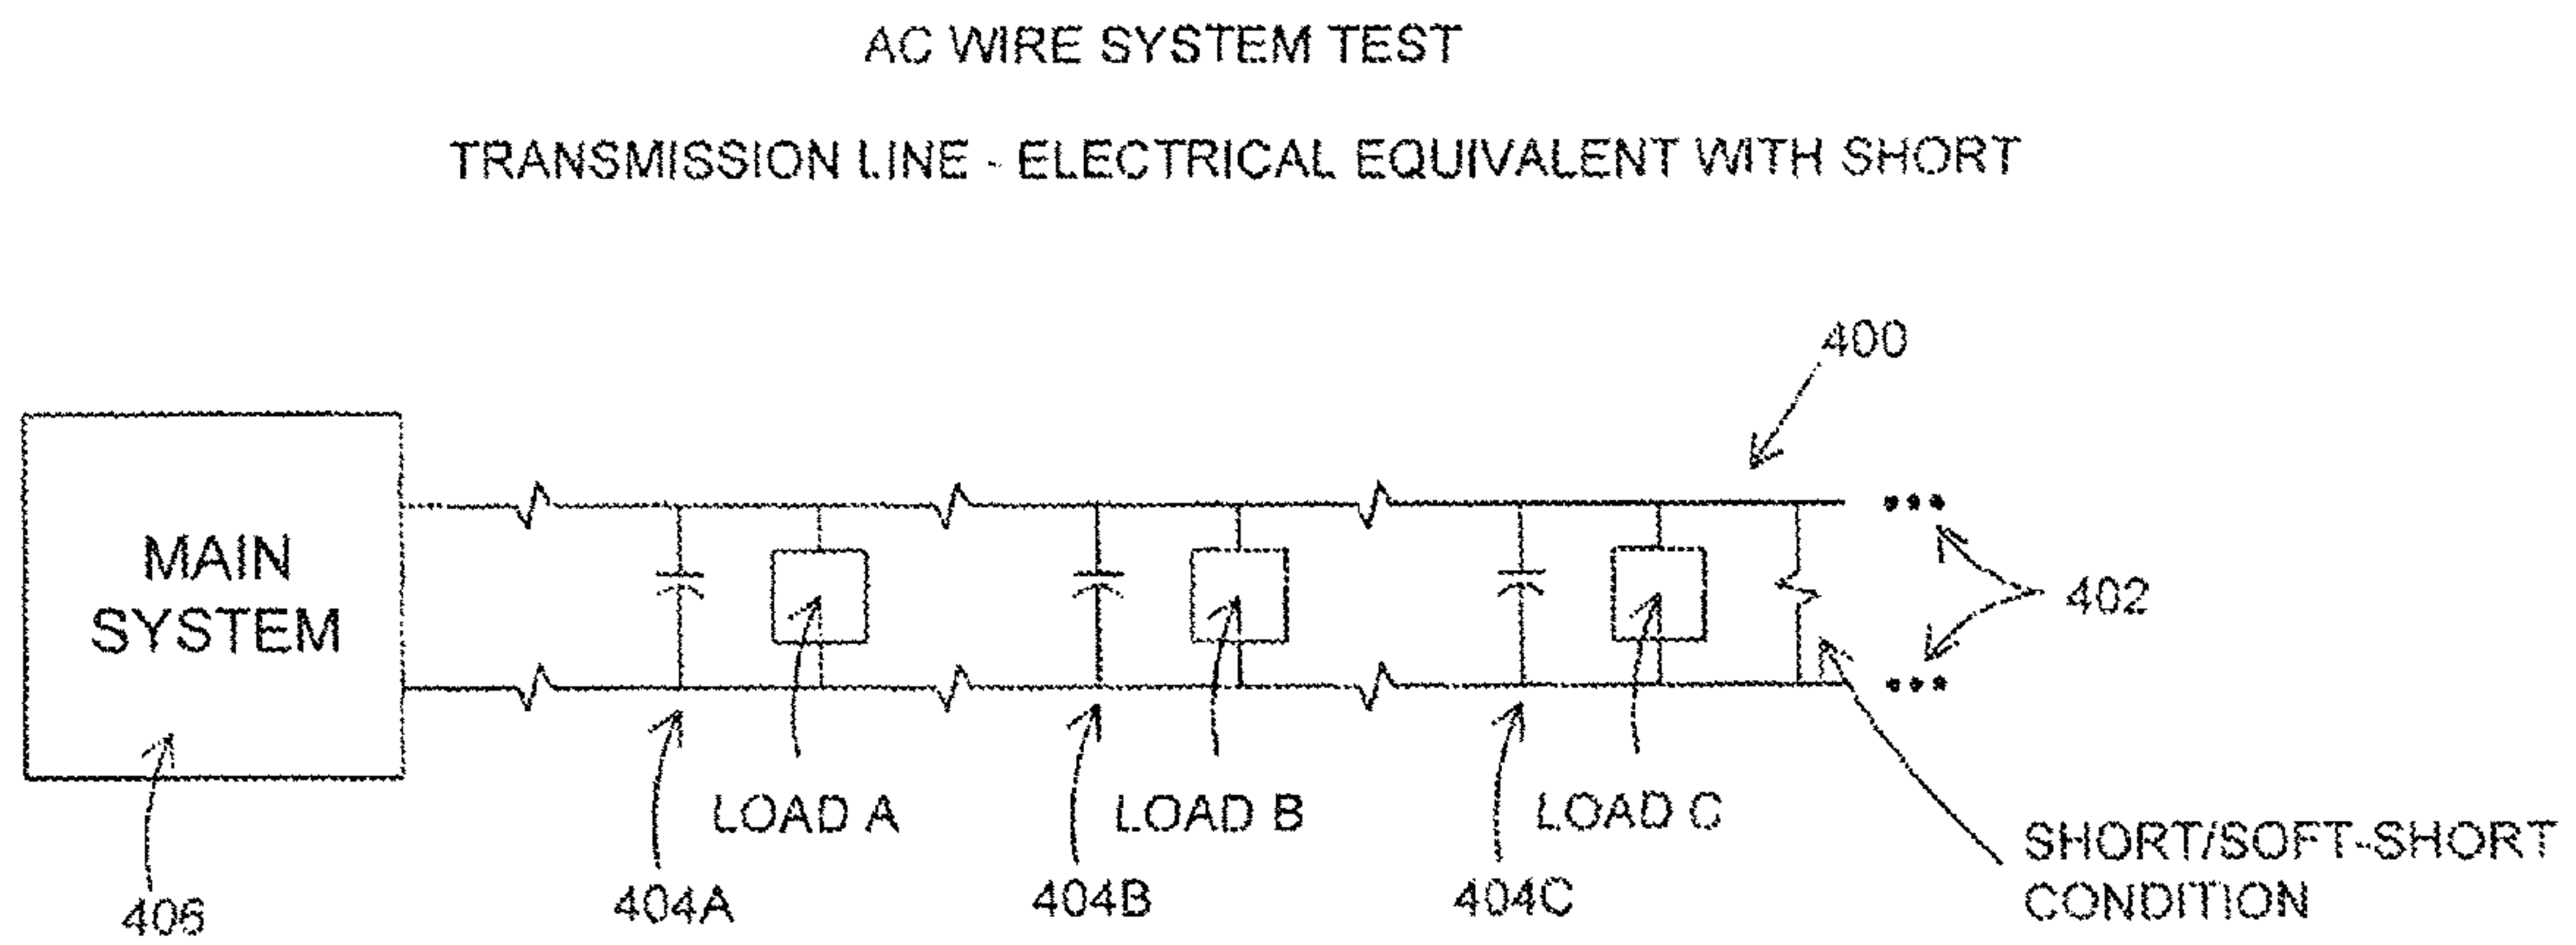 AC WIRE SYSTEM TEST
TRANSMISSION LINE - ELECTRICAL EQUIVALENT WITH SHORT
400
MAIN
SYSTEM
402
LOAD A
LOAD B
LOAD C
SHORT/SOFT-SHORT
CONDITION
406
404A
404B
404C